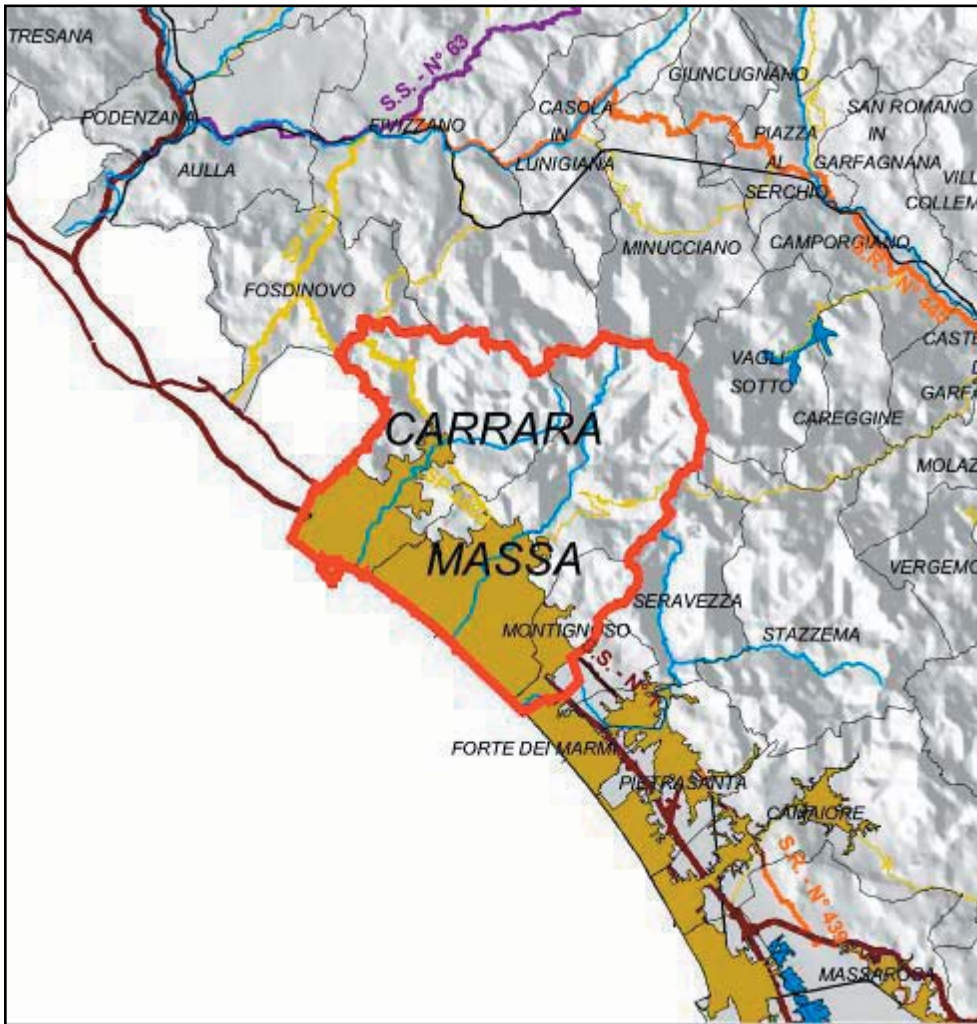 TRESANA
S.S. - N° 63
GIUNCUGNANO
PODENZANA
FIVIZZANO
CASOLA
IN
LUNIGIANA
SAN ROMANO
IN
GARFAGNANA
PIAZZA
AL
SERCHIO
AULLA
MINUCCIANO
CAMPORGIANO
S.R. - N° 445
FOSDINOVO
VAGLI
SOTTO
CAREGGINE
CARRARA
MASSA
MONTIGNOSO
SERAVEZZA
STAZZEMA
FORTE DEI MARMI
PIETRASANTA
CAMAIORE
S.R. - N° 439
MASSAROSA